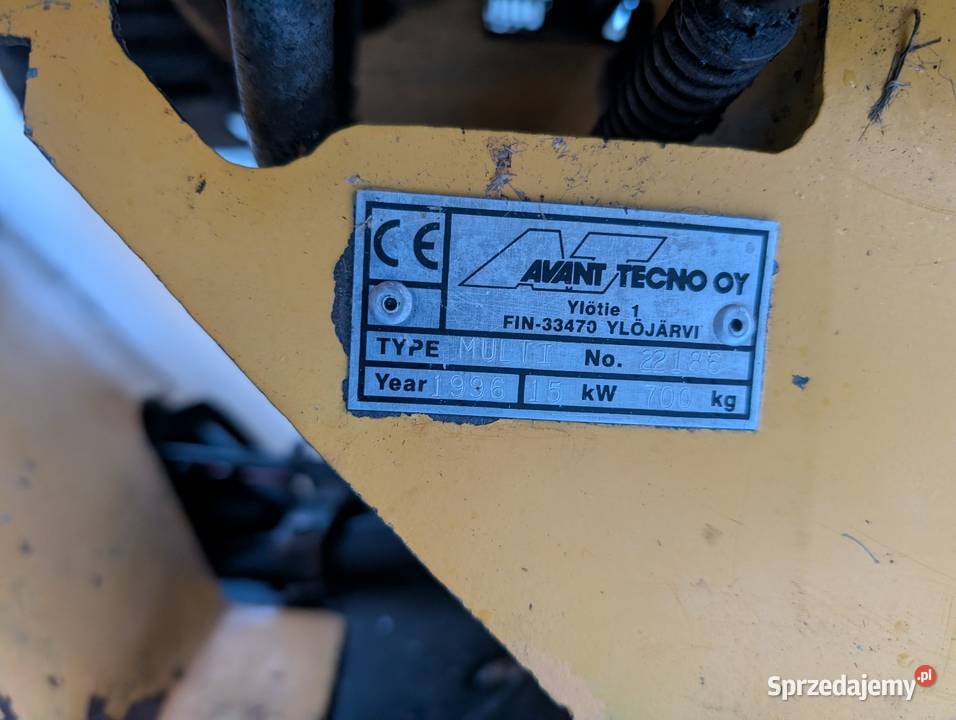 CE
AT
AVANT TECNO OY
Ylötie 1
FIN-33470 YLÖJÄRVI
TYPE MULTI No.
Year 1996 15 kW 700 kg
Sprzedajemy.pl